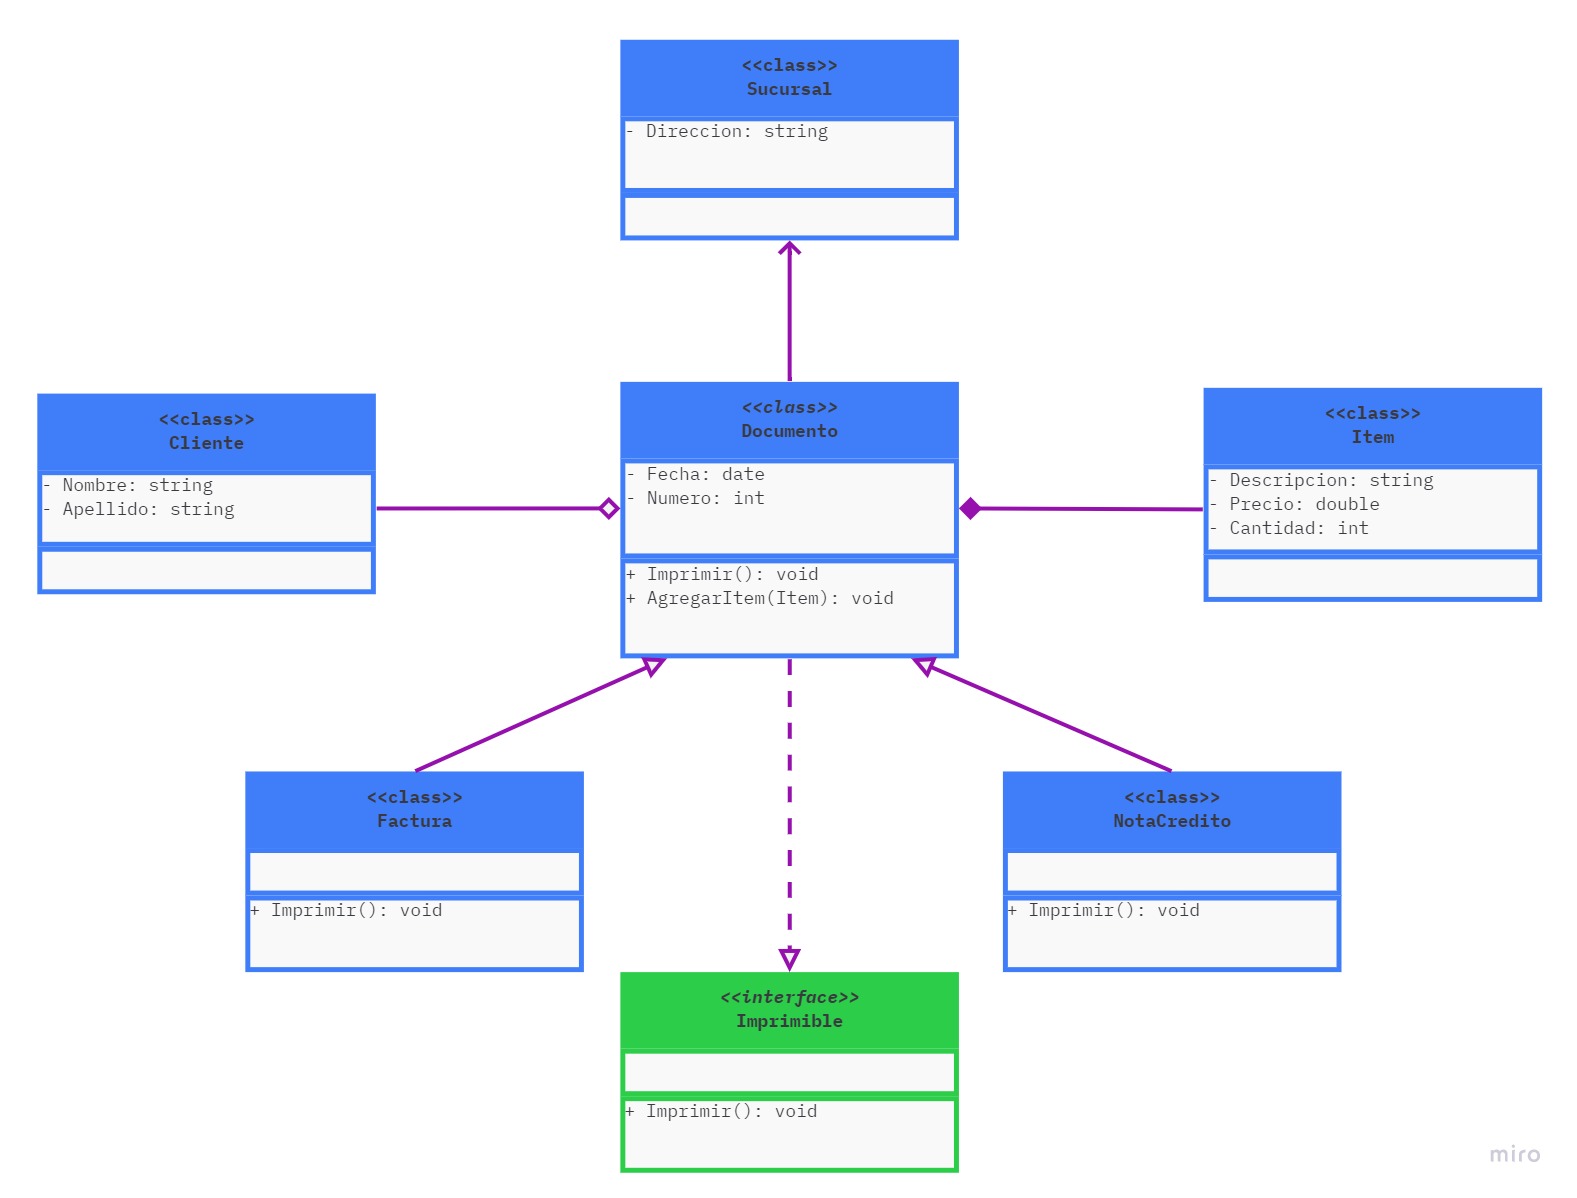 <<class>>
Sucursal
- Direccion: string
<<class>>
Cliente
- Nombre: string
- Apellido: string
<<class>>
Documento
- Fecha: date
- Numero: int
+ Imprimir(): void
+ AgregarItem(Item): void
<<class>>
Item
- Descripcion: string
- Precio: double
- Cantidad: int
<<class>>
Factura
+ Imprimir(): void
<<class>>
NotaCredito
+ Imprimir(): void
<<interface>>
Imprimible
+ Imprimir(): void
miro